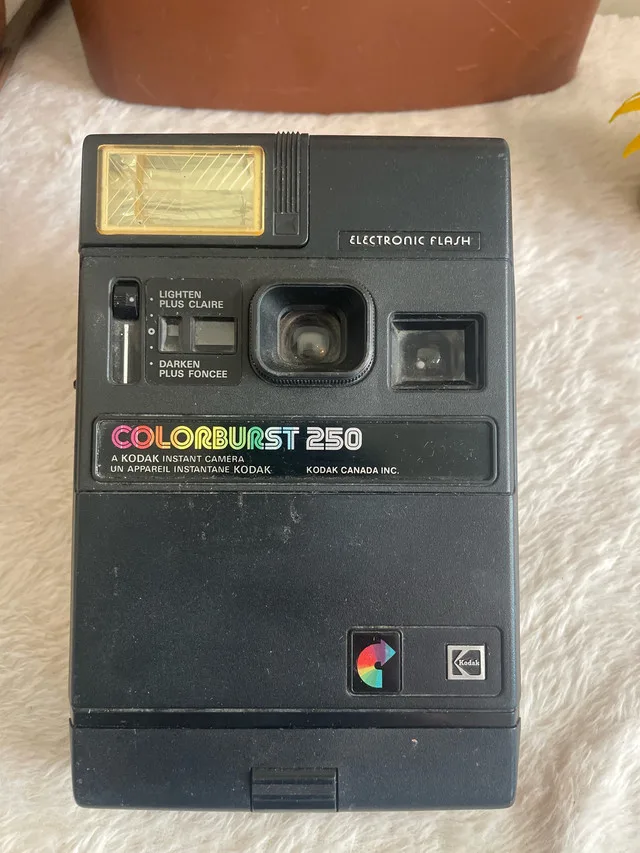 ELECTRONIC FLASH
LIGHTEN
PLUS CLAIRE
DARKEN
PLUS FONCEE
COLORBURST 250
A KODAK INSTANT CAMERA
UN APPAREIL INSTANTANE KODAK KODAK CANADA INC.
Kodak